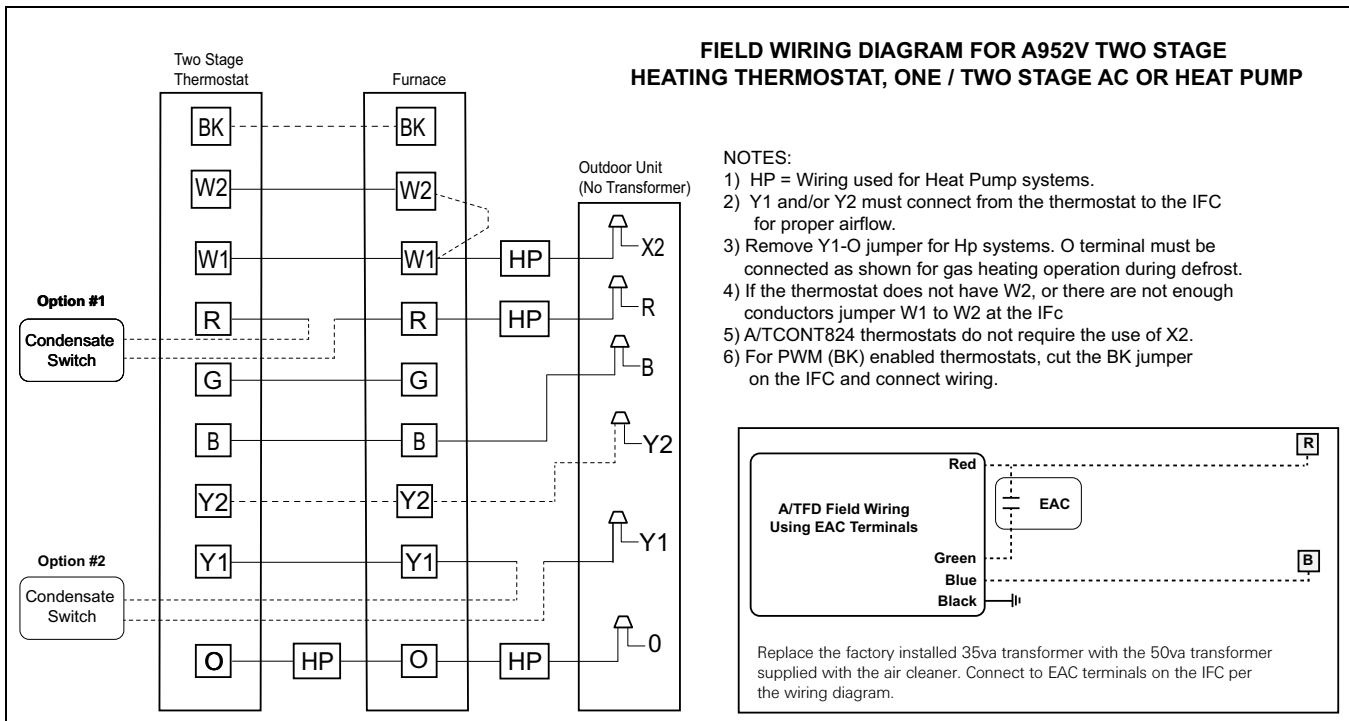 FIELD WIRING DIAGRAM FOR A952V TWO STAGE
HEATING THERMOSTAT, ONE / TWO STAGE AC OR HEAT PUMP
Two Stage
Thermostat
Furnace
Outdoor Unit
(No Transformer)
BK
BK
W2
W2
W1
W1
HP
X2
Option #1
Condensate
Switch
R
R
HP
R
G
G
B
B
B
Y2
Y2
Y2
Option #2
Condensate
Switch
Y1
Y1
Y1
O
HP
O
HP
0
NOTES:
1) HP = Wiring used for Heat Pump systems.
2) Y1 and/or Y2 must connect from the thermostat to the IFC
for proper airflow.
3) Remove Y1-O jumper for Hp systems. O terminal must be
connected as shown for gas heating operation during defrost.
4) If the thermostat does not have W2, or there are not enough
conductors jumper W1 to W2 at the IFc
5) A/TCONT824 thermostats do not require the use of X2.
6) For PWM (BK) enabled thermostats, cut the BK jumper
on the IFC and connect wiring.
R
Red
A/TFD Field Wiring
Using EAC Terminals
EAC
Green
Blue
B
Black
Replace the factory installed 35va transformer with the 50va transformer
supplied with the air cleaner. Connect to EAC terminals on the IFC per
the wiring diagram.